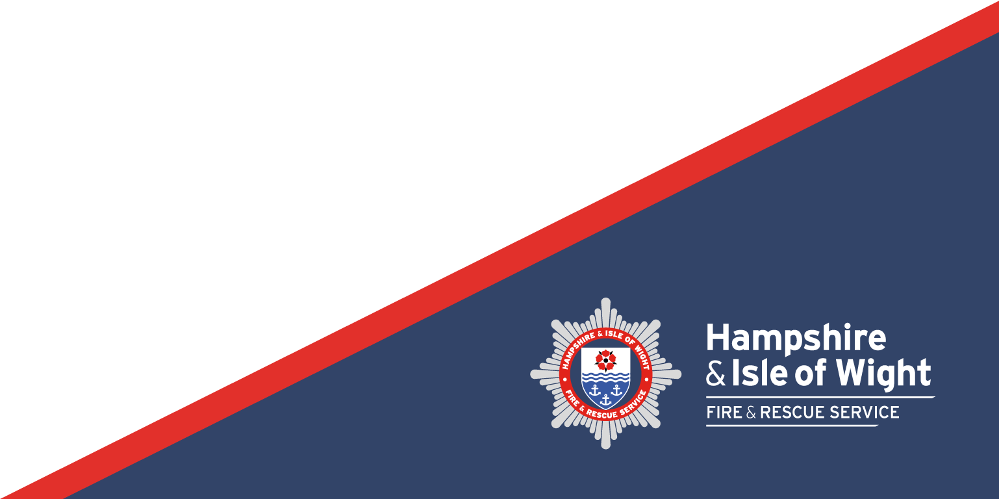 HAMPSHIRE & ISLE OF WIGHT
FIRE & RESCUE SERVICE
Hampshire
& Isle of Wight
FIRE & RESCUE SERVICE